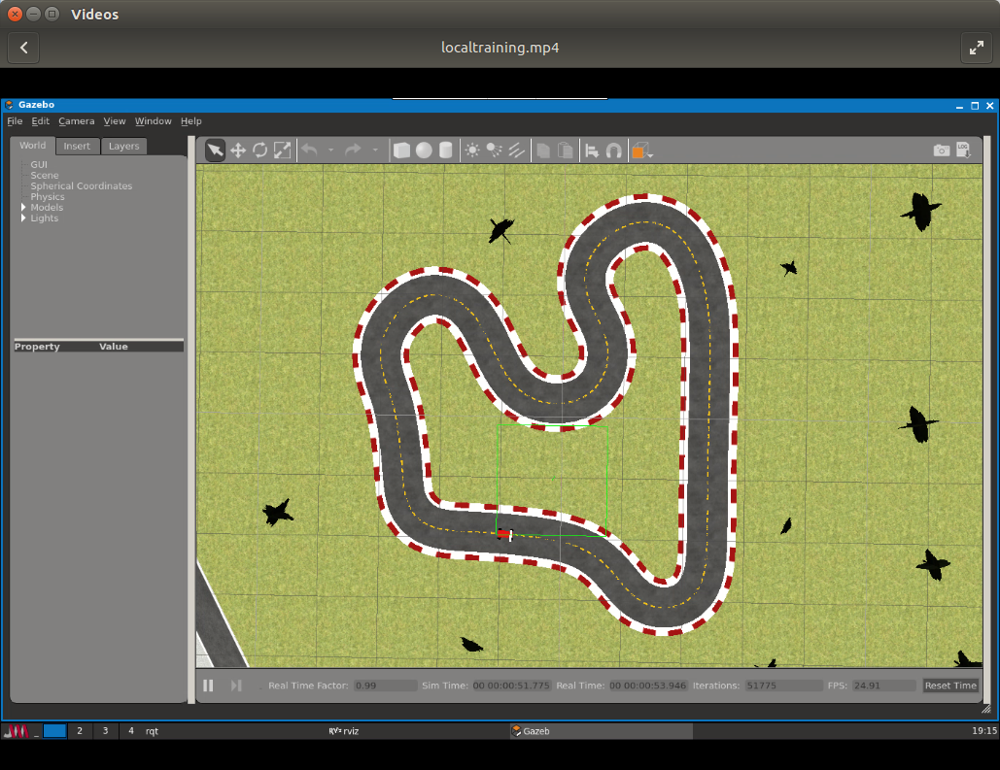 Videos
localtraining.mp4
Gazebo
File Edit Camera View Window Help
World Insert Layers
GUI
Scene
Spherical Coordinates
Physics
Models
Lights
Property Value
LOG
Real Time Factor: 0.99 Sim Time: 00 00:00:51.775 Real Time: 00 00:00:53.946 Iterations: 51775 FPS: 24.91 Reset Time
2 3 4 rqt rviz Gazeb 19:15